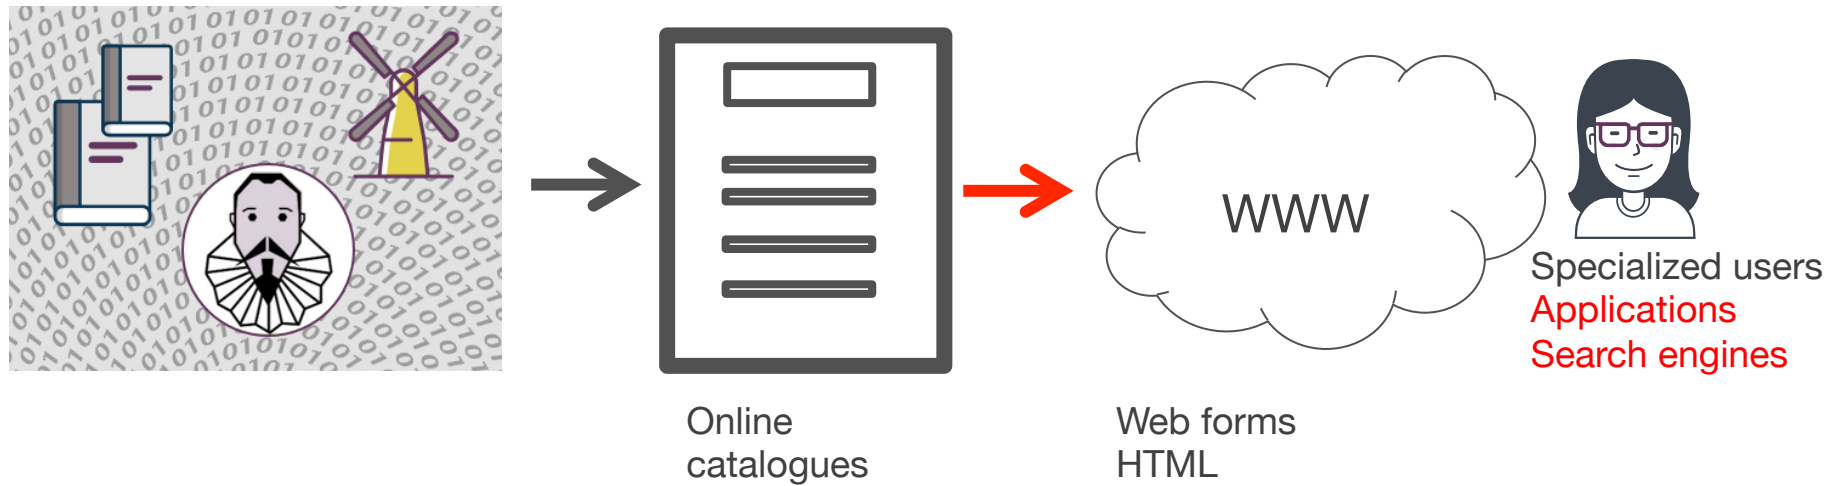 WWW
Specialized users
Applications
Search engines
Online
catalogues
Web forms
HTML